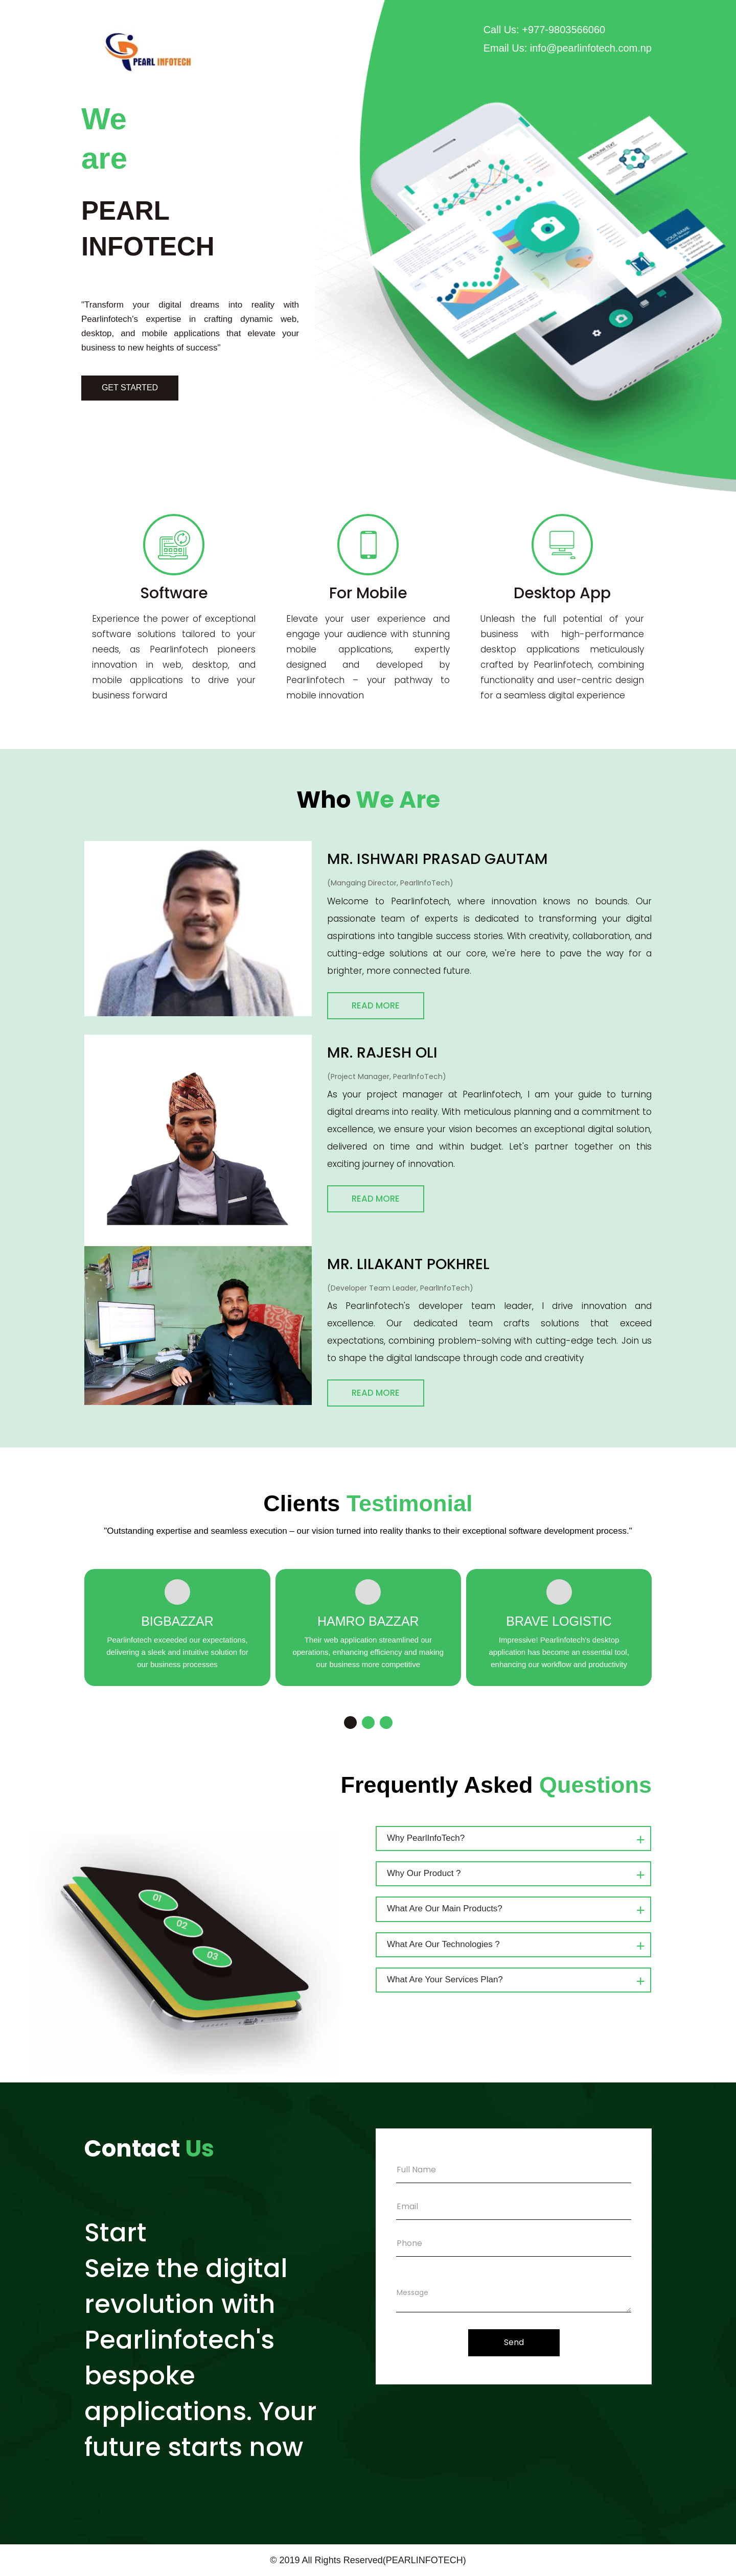 PEARL INFOTECH
Call Us: +977-9803566060
Email Us: info@pearlinfotech.com.np
We
are
PEARL
INFOTECH
"Transform your digital dreams into reality with
Pearlinfotech's expertise in crafting dynamic web,
desktop, and mobile applications that elevate your
business to new heights of success"
GET STARTED
Summary Report
HEADLINE TEXT
YOUR NAME
Software
Experience the power of exceptional
software solutions tailored to your
needs, as Pearlinfotech pioneers
innovation in web, desktop, and
mobile applications to drive your
business forward
For Mobile
Elevate your user experience and
engage your audience with stunning
mobile applications, expertly
designed and developed by
Pearlinfotech – your pathway to
mobile innovation
Desktop App
Unleash the full potential of your
business with high-performance
desktop applications meticulously
crafted by Pearlinfotech, combining
functionality and user-centric design
for a seamless digital experience
Who We Are
MR. ISHWARI PRASAD GAUTAM
(Mangaing Director, PearlInfoTech)
Welcome to Pearlinfotech, where innovation knows no bounds. Our
passionate team of experts is dedicated to transforming your digital
aspirations into tangible success stories. With creativity, collaboration, and
cutting-edge solutions at our core, we're here to pave the way for a
brighter, more connected future.
READ MORE
MR. RAJESH OLI
(Project Manager, PearlInfoTech)
As your project manager at Pearlinfotech, I am your guide to turning
digital dreams into reality. With meticulous planning and a commitment to
excellence, we ensure your vision becomes an exceptional digital solution,
delivered on time and within budget. Let's partner together on this
exciting journey of innovation.
READ MORE
MR. LILAKANT POKHREL
(Developer Team Leader, PearlInfoTech)
As Pearlinfotech's developer team leader, I drive innovation and
excellence. Our dedicated team crafts solutions that exceed
expectations, combining problem-solving with cutting-edge tech. Join us
to shape the digital landscape through code and creativity
READ MORE
Clients Testimonial
"Outstanding expertise and seamless execution – our vision turned into reality thanks to their exceptional software development process."
BIGBAZZAR
Pearlinfotech exceeded our expectations,
delivering a sleek and intuitive solution for
our business processes
HAMRO BAZZAR
Their web application streamlined our
operations, enhancing efficiency and making
our business more competitive
BRAVE LOGISTIC
Impressive! Pearlinfotech's desktop
application has become an essential tool,
enhancing our workflow and productivity
Frequently Asked Questions
01
02
03
Why PearlInfoTech?
+
Why Our Product ?
+
What Are Our Main Products?
+
What Are Our Technologies ?
+
What Are Your Services Plan?
+
Contact Us
Start
Seize the digital
revolution with
Pearlinfotech's
bespoke
applications. Your
future starts now
Full Name
Email
Phone
Message
Send
© 2019 All Rights Reserved(PEARLINFOTECH)